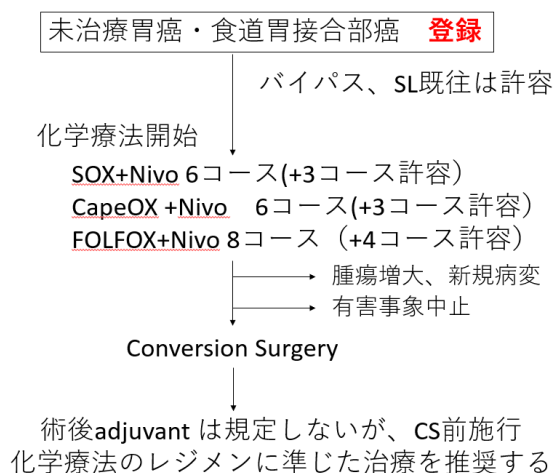 未治療胃癌・食道胃接合部癌　登録
バイパス、SL既往は許容
化学療法開始
SOX+Nivo 6コース(+3コース許容）
CapeOX +Nivo　6コース(+3コース許容）
FOLFOX+Nivo 8コース（+4コース許容）
腫瘍増大、新規病変
有害事象中止
Conversion Surgery
術後adjuvant は規定しないが、CS前施行
化学療法のレジメンに準じた治療を推奨する